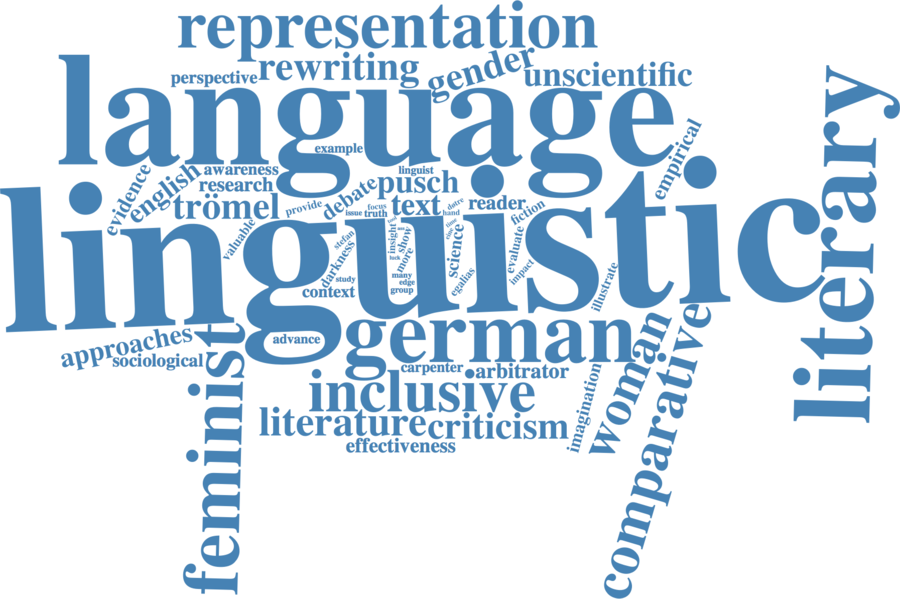 representation
language
perspective
rewriting
gender
unscientific
literary
example
empirical
evidence
english
awareness
research
linguist
pusch
debate
trömel
provide
issue
focus
truth
text
reader
hand
fiction
valuable
linguistic
stefan
darkness
insight
show
more
science
evaluate
study
many
edge
group
egalias
impact
context
illustrate
advance
german
approaches
sociological
feminist
carpenter
arbitrator
inclusive
woman
comparative
imagination
literature
criticism
effectiveness